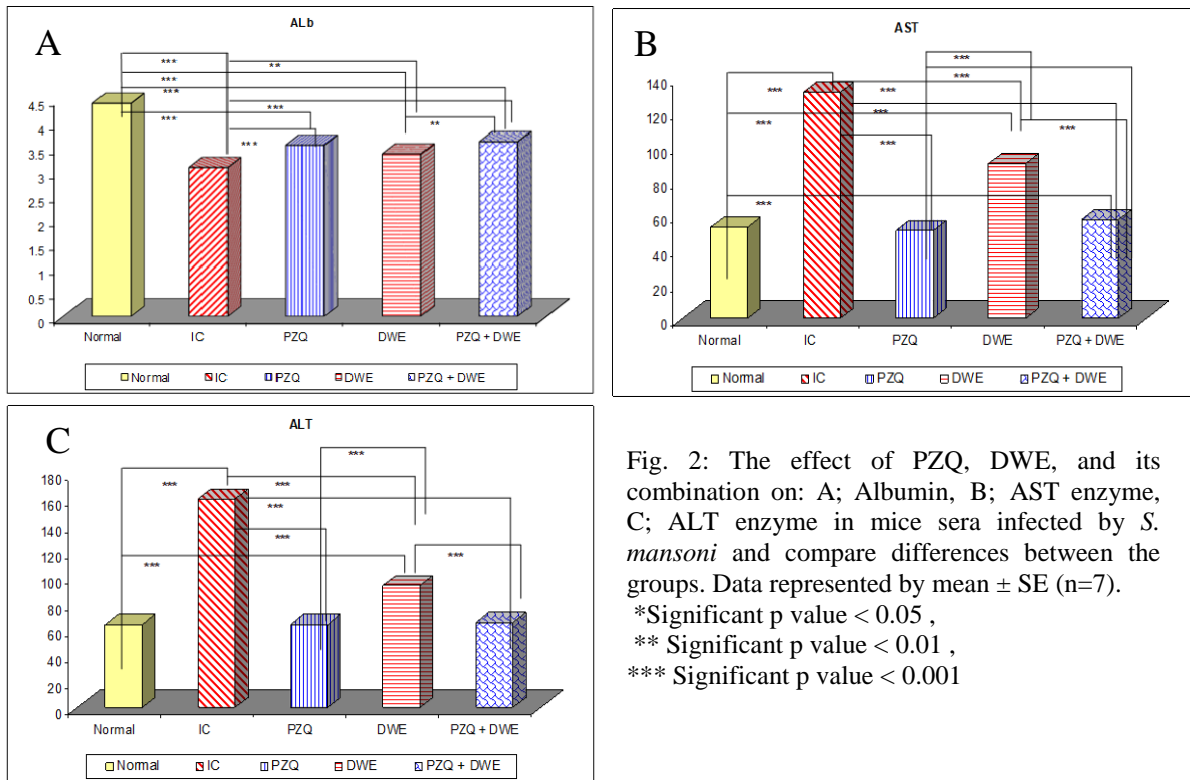 A
ALb
***
**
***
***
***
***
**
***
4.5
4
3.5
3
2.5
2
1.5
1
0.5
0
Normal IC PZQ DWE PZQ + DWE
Normal IC PZQ DWE PZQ + DWE
B
AST
***
***
***
***
***
***
***
***
***
140
120
100
80
60
40
20
0
Normal IC PZQ DWE PZQ + DWE
Normal IC PZQ DWE PZQ + DWE
C
ALT
***
***
***
***
***
***
***
180
160
140
120
100
80
60
40
20
0
Normal IC PZQ DWE PZQ + DWE
Normal IC PZQ DWE PZQ + DWE
Fig. 2: The effect of PZQ, DWE, and its
combination on: A; Albumin, B; AST enzyme,
C; ALT enzyme in mice sera infected by S.
mansoni and compare differences between the
groups. Data represented by mean ± SE (n=7).
*Significant p value < 0.05 ,
** Significant p value < 0.01 ,
*** Significant p value < 0.001